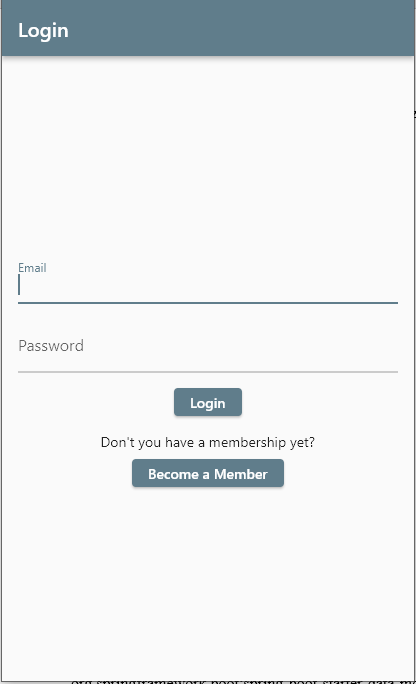 Login
Email
Password
Login
Don't you have a membership yet?
Become a Member